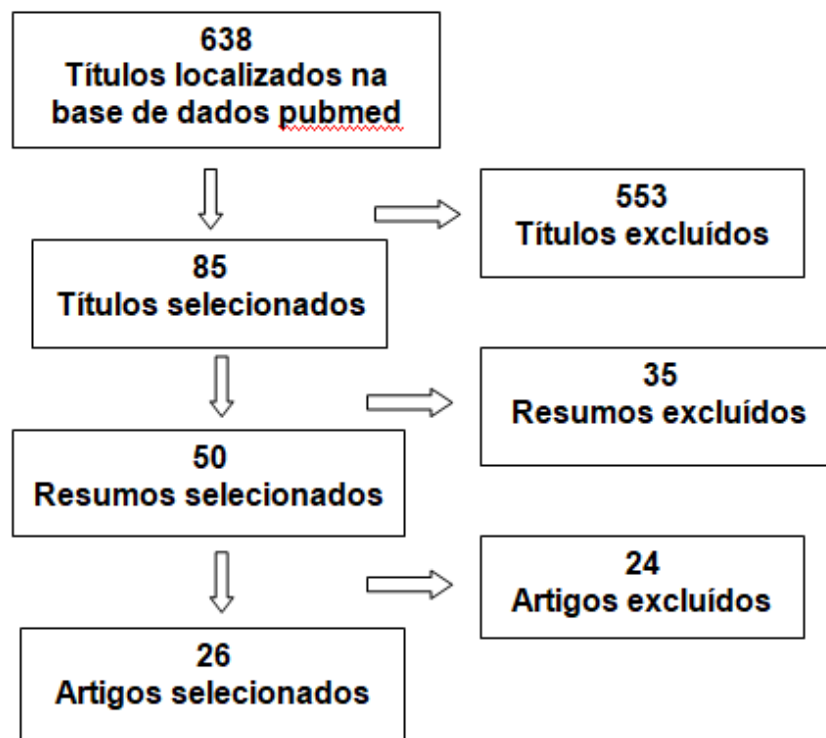 638
Títulos localizados na
base de dados pubmed
553
Títulos excluídos
85
Títulos selecionados
35
Resumos excluídos
50
Resumos selecionados
24
Artigos excluídos
26
Artigos selecionados